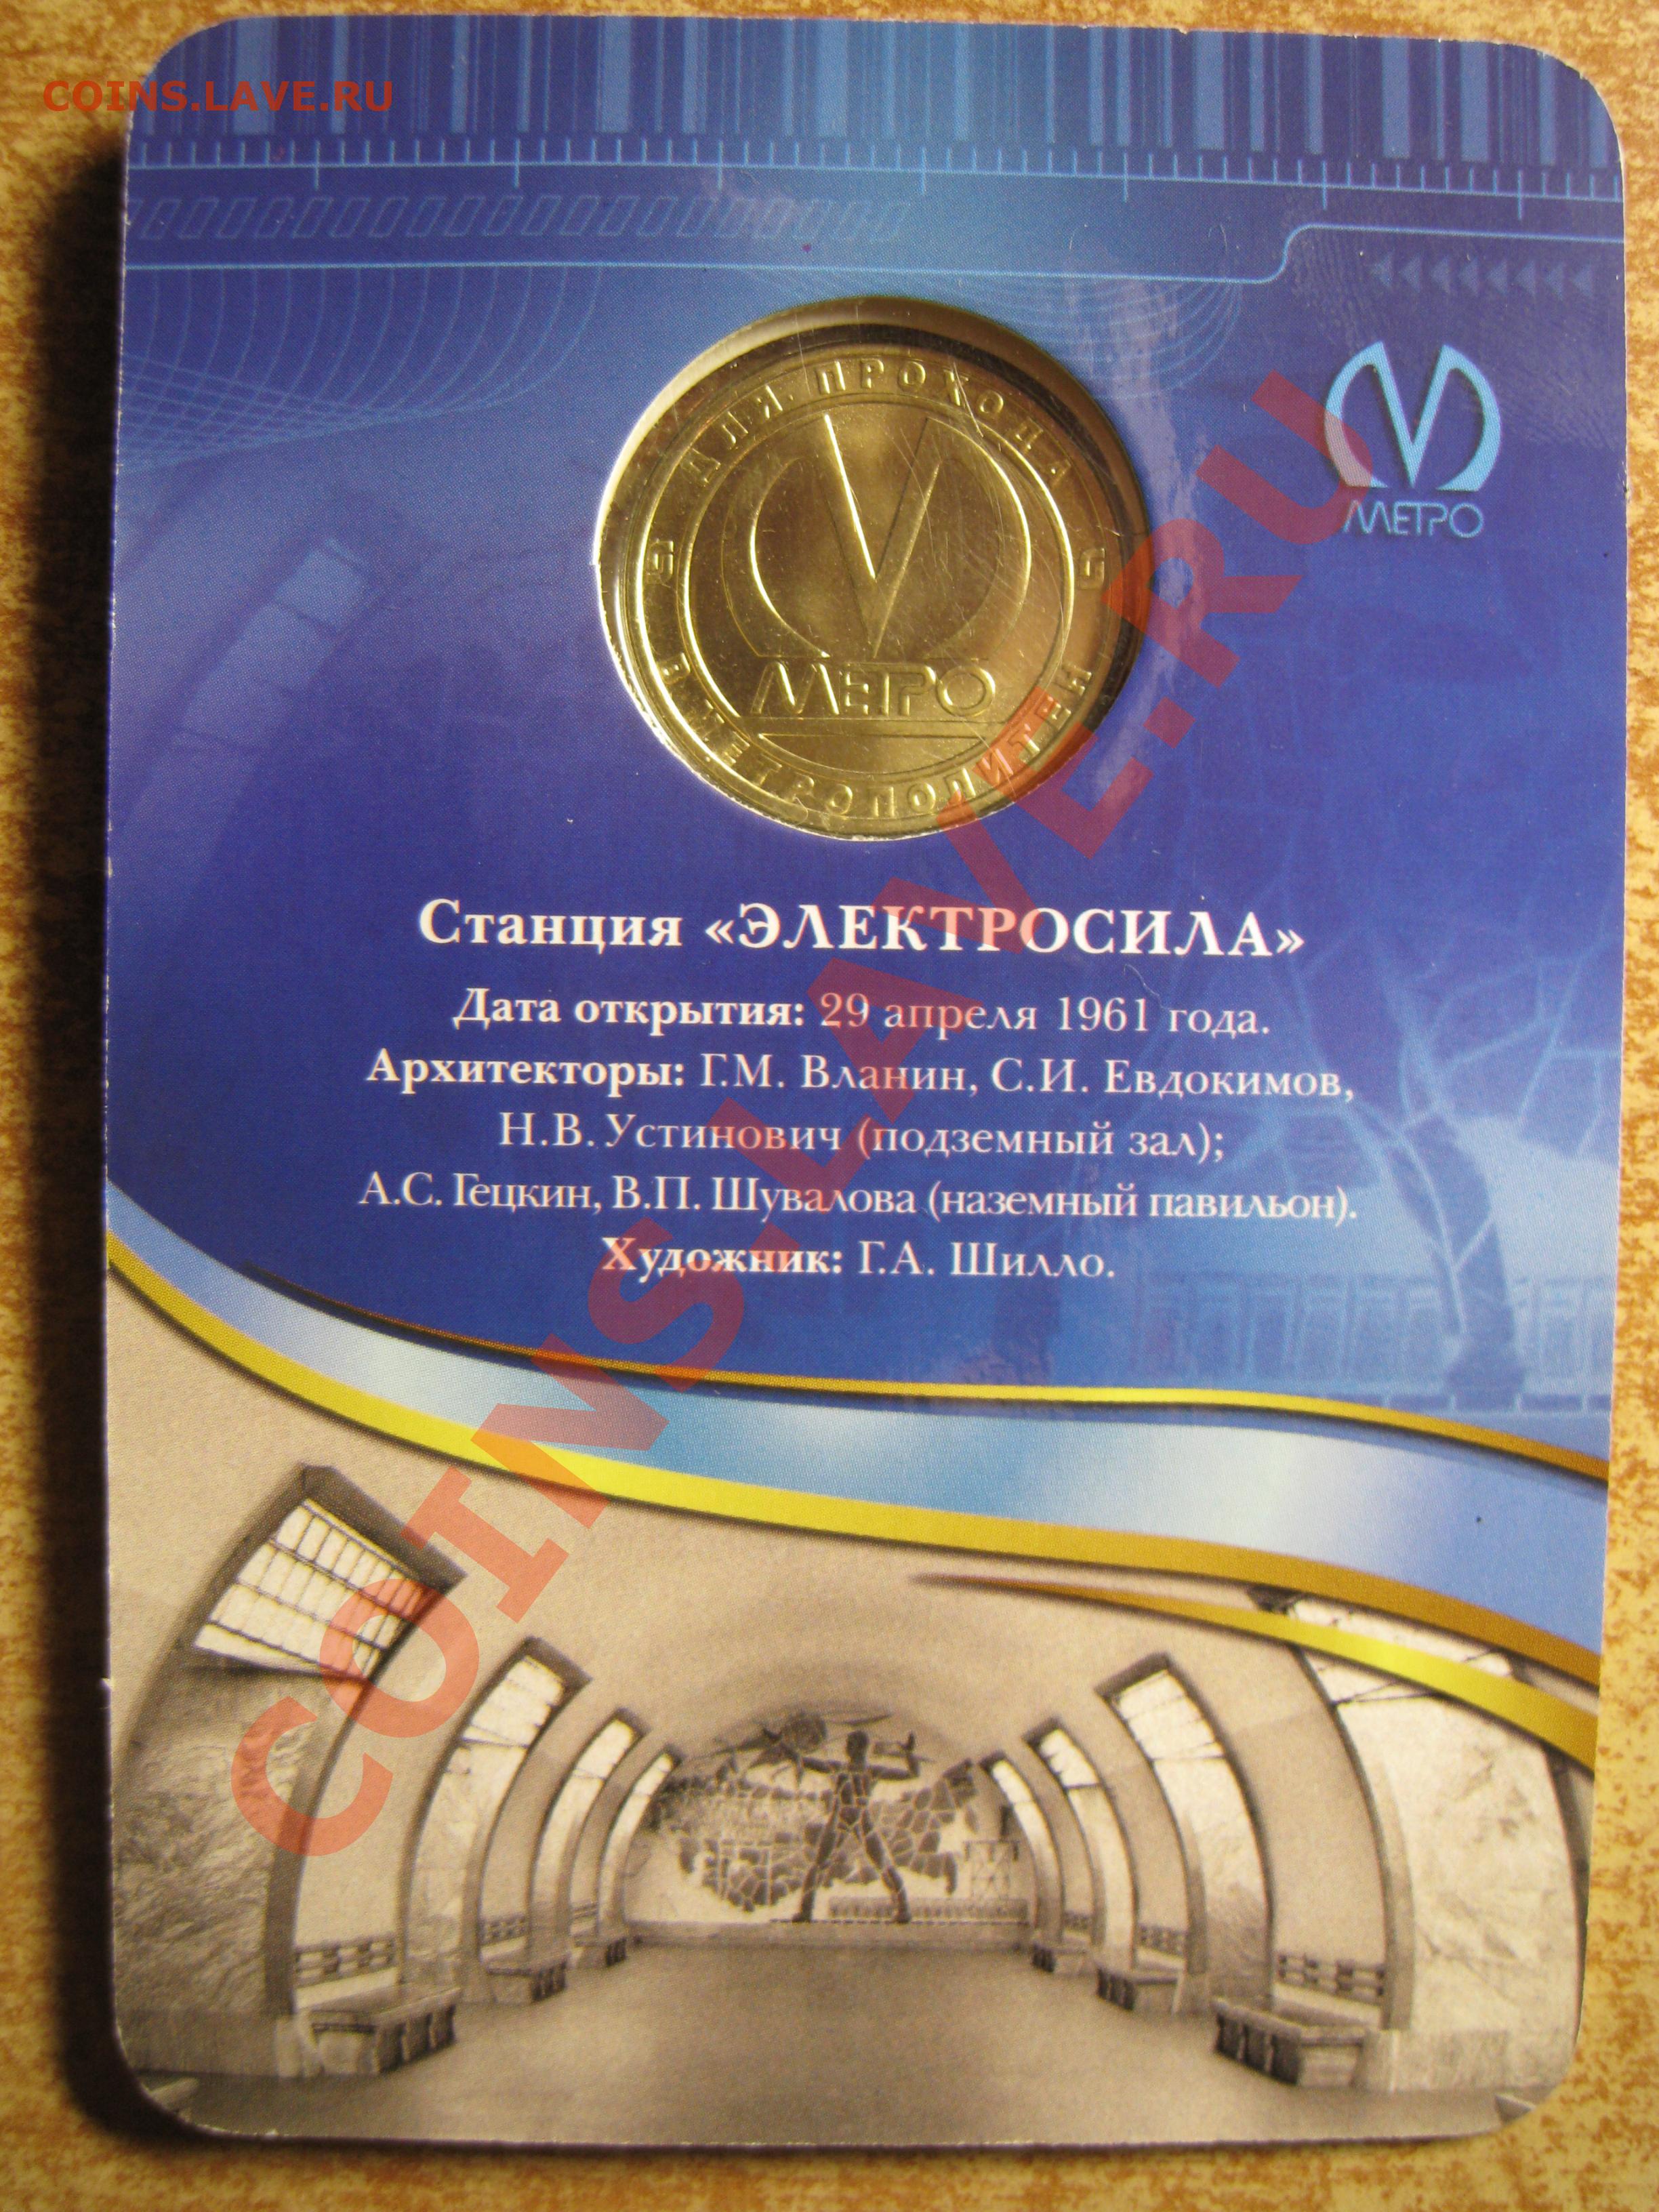 COINS.LAVE.RU
ДЛЯ ПРОХОДА
В МЕТРОПОЛИТЕН
МЕТРО
МЕТРО
Станция «ЭЛЕКТРОСИЛА»
Дата открытия: 29 апреля 1961 года.
Архитекторы: Г.М. Вланин, С.И. Евдокимов,
Н.В. Устинович (подземный зал);
А.С. Гецкин, В.П. Шувалова (наземный павильон).
Художник: Г.А. Шилло.
COINS.LAVE.RU